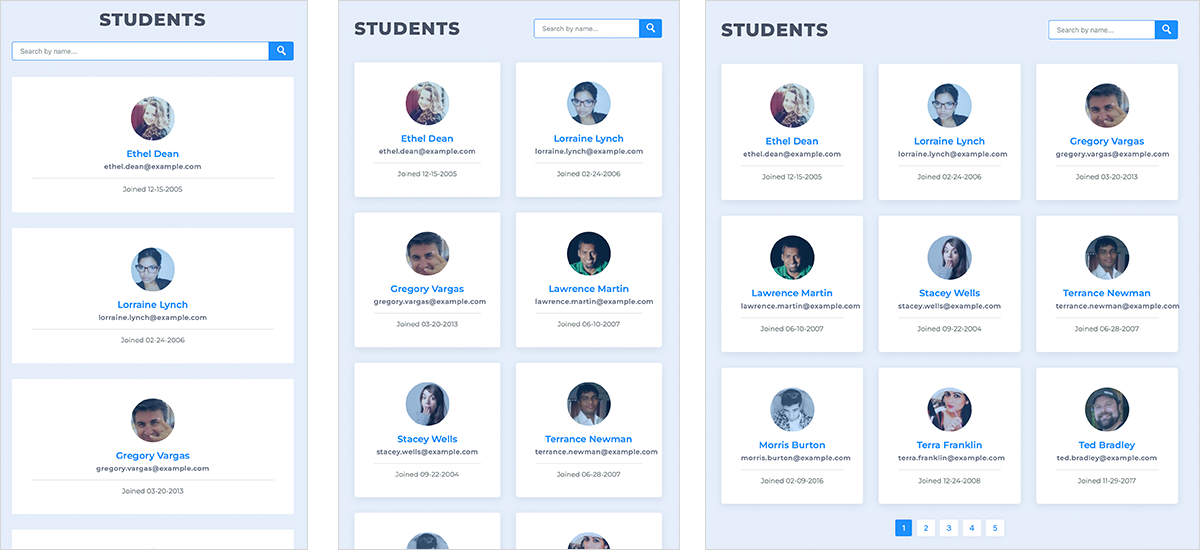 STUDENTS
Search by name...
Ethel Dean
ethel.dean@example.com
Joined 12-15-2005
Lorraine Lynch
lorraine.lynch@example.com
Joined 02-24-2006
Gregory Vargas
gregory.vargas@example.com
Joined 03-20-2013
STUDENTS
Search by name...
Ethel Dean
ethel.dean@example.com
Joined 12-15-2005
Lorraine Lynch
lorraine.lynch@example.com
Joined 02-24-2006
Gregory Vargas
gregory.vargas@example.com
Joined 03-20-2013
Lawrence Martin
lawrence.martin@example.com
Joined 06-10-2007
Stacey Wells
stacey.wells@example.com
Joined 09-22-2004
Terrance Newman
terrance.newman@example.com
Joined 06-28-2007
STUDENTS
Search by name...
Ethel Dean
ethel.dean@example.com
Joined 12-15-2005
Lorraine Lynch
lorraine.lynch@example.com
Joined 02-24-2006
Gregory Vargas
gregory.vargas@example.com
Joined 03-20-2013
Lawrence Martin
lawrence.martin@example.com
Joined 06-10-2007
Stacey Wells
stacey.wells@example.com
Joined 09-22-2004
Terrance Newman
terrance.newman@example.com
Joined 06-28-2007
Morris Burton
morris.burton@example.com
Joined 02-09-2016
Terra Franklin
terra.franklin@example.com
Joined 12-24-2008
Ted Bradley
ted.bradley@example.com
Joined 11-29-2017
1 2 3 4 5